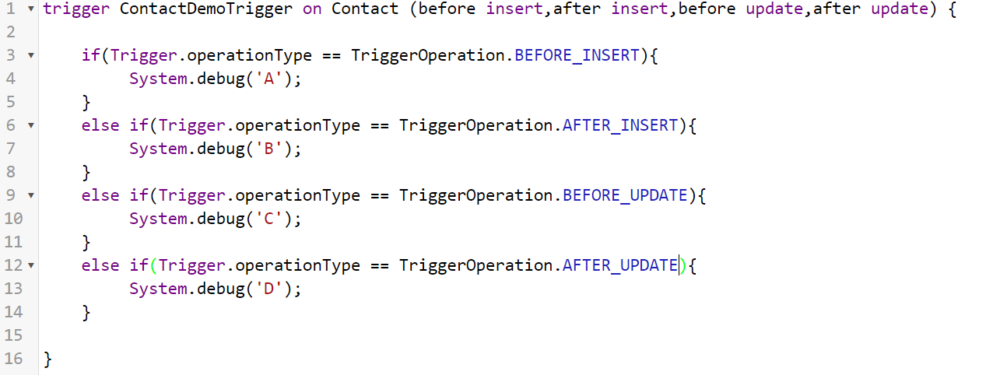 1 trigger ContactDemoTrigger on Contact (before insert,after insert,before update,after update) {
2
3 if(Trigger.operationType == TriggerOperation.BEFORE_INSERT){
4 System.debug('A');
5 }
6 else if(Trigger.operationType == TriggerOperation.AFTER_INSERT){
7 System.debug('B');
8 }
9 else if(Trigger.operationType == TriggerOperation.BEFORE_UPDATE){
10 System.debug('C');
11 }
12 else if(Trigger.operationType == TriggerOperation.AFTER_UPDATE){
13 System.debug('D');
14 }
15
16 }